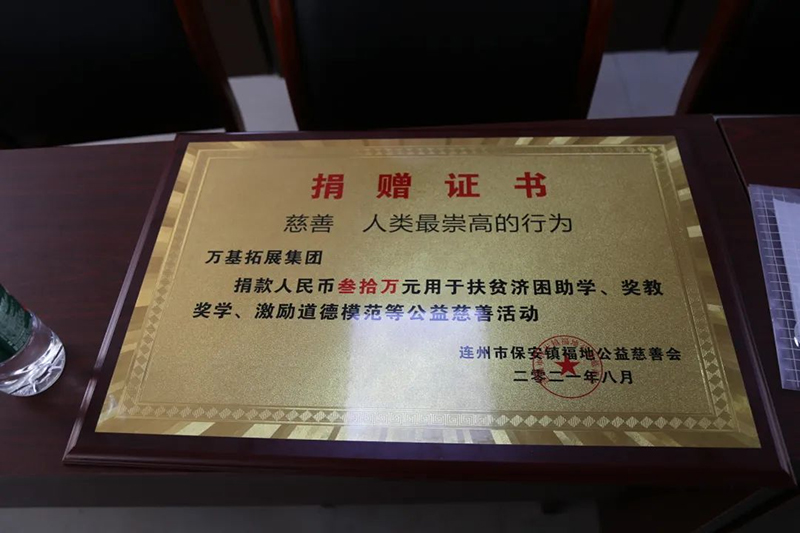 捐赠证书
慈善 人类最崇高的行为
万基拓展集团
捐款人民币叁拾万元用于扶贫济困助学、奖教
奖学、激励道德模范等公益慈善活动
连州市保安镇福地公益慈善会
二零二一年八月